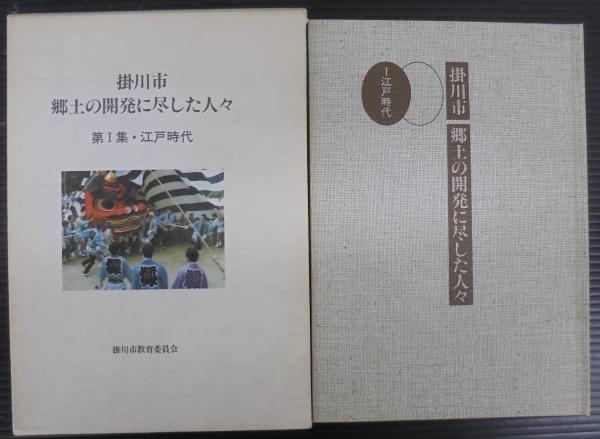 掛川市
郷土の開発に尽した人々
第Ⅰ集・江戸時代
掛川市教育委員会
掛川市 郷土の開発に尽した人々
Ⅰ江戸時代